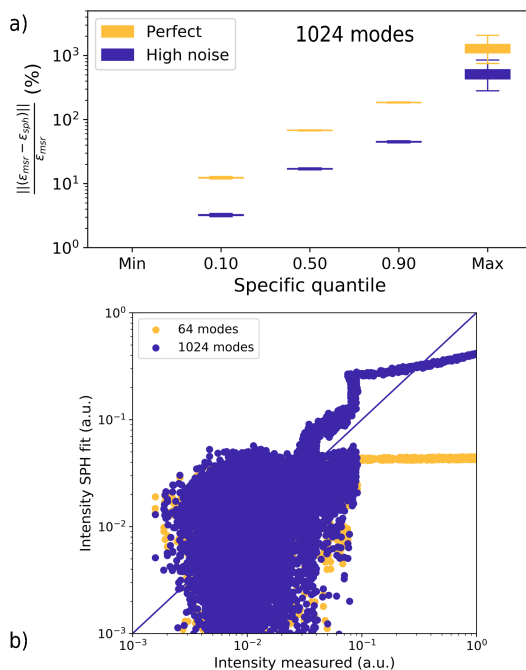 a)
Perfect
High noise
1024 modes
||(ε_msr − ε_sph)|| / ε_msr (%)
10^3
10^2
10^1
10^0
Min 0.10 0.50 0.90 Max
Specific quantile
64 modes
1024 modes
Intensity SPH fit (a.u.)
10^0
10^-1
10^-2
10^-3
10^-3 10^-2 10^-1 10^0
Intensity measured (a.u.)
b)